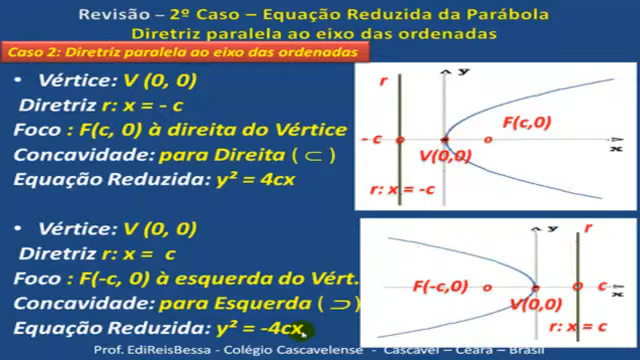 Revisão – 2º Caso – Equação Reduzida da Parábola
Diretriz paralela ao eixo das ordenadas
Caso 2: Diretriz paralela ao eixo das ordenadas
• Vértice: V (0, 0)
Diretriz r: x = - c
Foco : F(c, 0) à direita do Vértice
Concavidade: para Direita ( ⊂ )
Equação Reduzida: y² = 4cx
r
y
F(c,0)
- c
V(0,0)
x
r: x = -c
• Vértice: V (0, 0)
Diretriz r: x = c
Foco : F(-c, 0) à esquerda do Vért.
Concavidade: para Esquerda ( ⊃ )
Equação Reduzida: y² = -4cx
y
r
F(-c,0)
c
x
V(0,0)
r: x = c
Prof. EdiReisBessa - Colégio Cascavelense - Cascavel – Ceará – Brasil